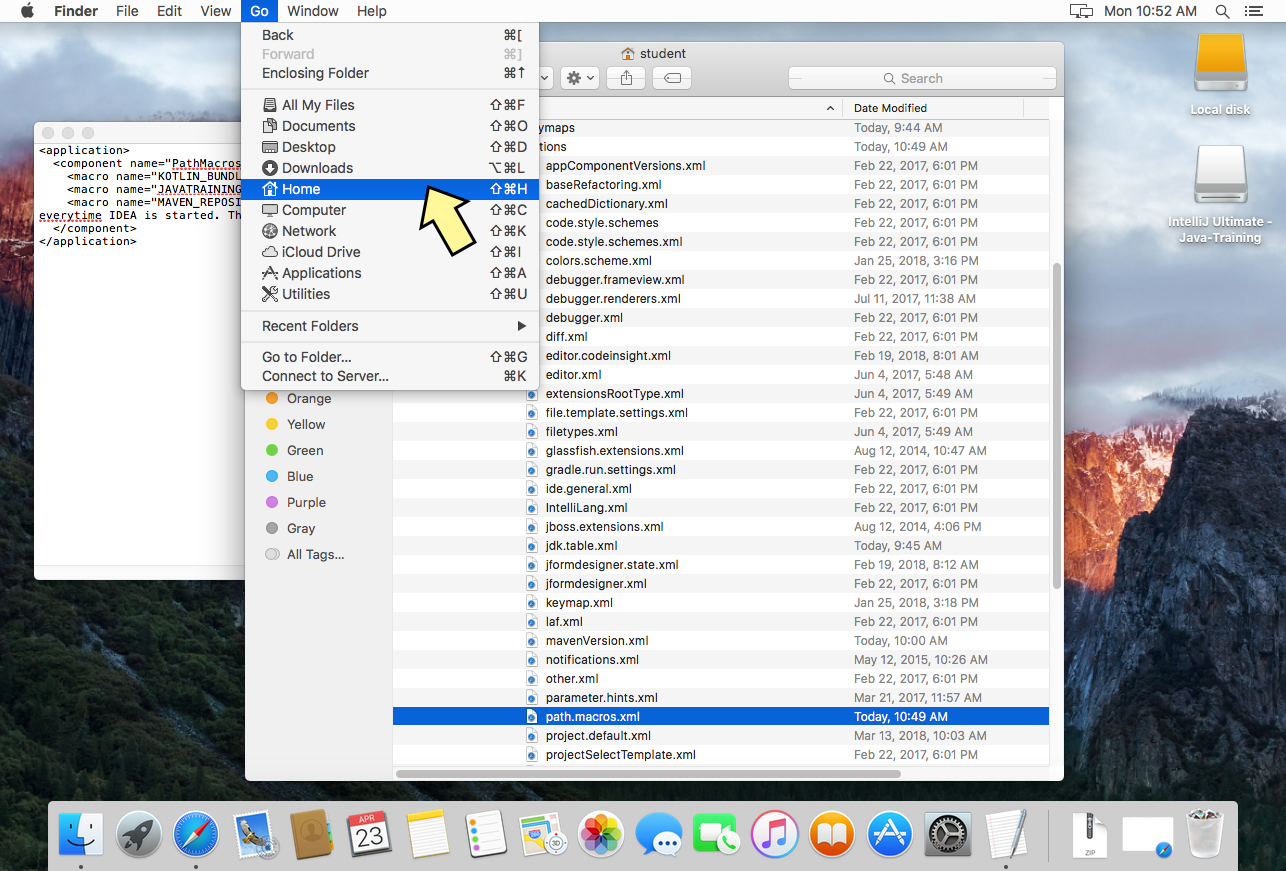 Finder File Edit View Go Window Help Mon 10:52 AM
Back ⌘[
Forward ⌘]
Enclosing Folder ⌘↑
All My Files ⇧⌘F
Documents ⇧⌘O
Desktop ⇧⌘D
Downloads ⌥⌘L
Home ⇧⌘H
Computer ⇧⌘C
Network ⇧⌘K
iCloud Drive ⇧⌘I
Applications ⇧⌘A
Utilities ⇧⌘U
Recent Folders
Go to Folder... ⇧⌘G
Connect to Server... ⌘K
<application>
<component name="PathMacros
<macro name="KOTLIN_BUNDL
<macro name="JAVATRAINING
<macro name="MAVEN_REPOSI
everytime IDEA is started. Th
</component>
</application>
student
Search
Date Modified
ymaps Today, 9:44 AM
tions Today, 10:49 AM
appComponentVersions.xml Feb 22, 2017, 6:01 PM
baseRefactoring.xml Feb 22, 2017, 6:01 PM
cachedDictionary.xml Feb 22, 2017, 6:01 PM
code.style.schemes Feb 22, 2017, 6:01 PM
code.style.schemes.xml Feb 22, 2017, 6:01 PM
colors.scheme.xml Jan 25, 2018, 3:16 PM
debugger.frameview.xml Feb 22, 2017, 6:01 PM
debugger.renderers.xml Jul 11, 2017, 11:38 AM
debugger.xml Feb 22, 2017, 6:01 PM
diff.xml Feb 22, 2017, 6:01 PM
editor.codeinsight.xml Feb 19, 2018, 8:01 AM
editor.xml Jun 4, 2017, 5:48 AM
extensionsRootType.xml Jun 4, 2017, 5:49 AM
file.template.settings.xml Feb 22, 2017, 6:01 PM
filetypes.xml Jun 4, 2017, 5:49 AM
glassfish.extensions.xml Aug 12, 2014, 10:47 AM
gradle.run.settings.xml Feb 22, 2017, 6:01 PM
ide.general.xml Feb 22, 2017, 6:01 PM
IntelliLang.xml Feb 22, 2017, 6:01 PM
jboss.extensions.xml Aug 12, 2014, 4:06 PM
jdk.table.xml Today, 9:45 AM
jformdesigner.state.xml Feb 19, 2018, 8:12 AM
jformdesigner.xml Feb 22, 2017, 6:01 PM
keymap.xml Jan 25, 2018, 3:18 PM
laf.xml Feb 22, 2017, 6:01 PM
mavenVersion.xml Today, 10:00 AM
notifications.xml May 12, 2015, 10:26 AM
other.xml Feb 22, 2017, 6:01 PM
parameter.hints.xml Mar 21, 2017, 11:57 AM
path.macros.xml Today, 10:49 AM
project.default.xml Mar 13, 2018, 10:03 AM
projectSelectTemplate.xml Feb 22, 2017, 6:01 PM
Orange
Yellow
Green
Blue
Purple
Gray
All Tags...
Local disk
IntelliJ Ultimate -
Java-Training
APR
23
3D
ZIP